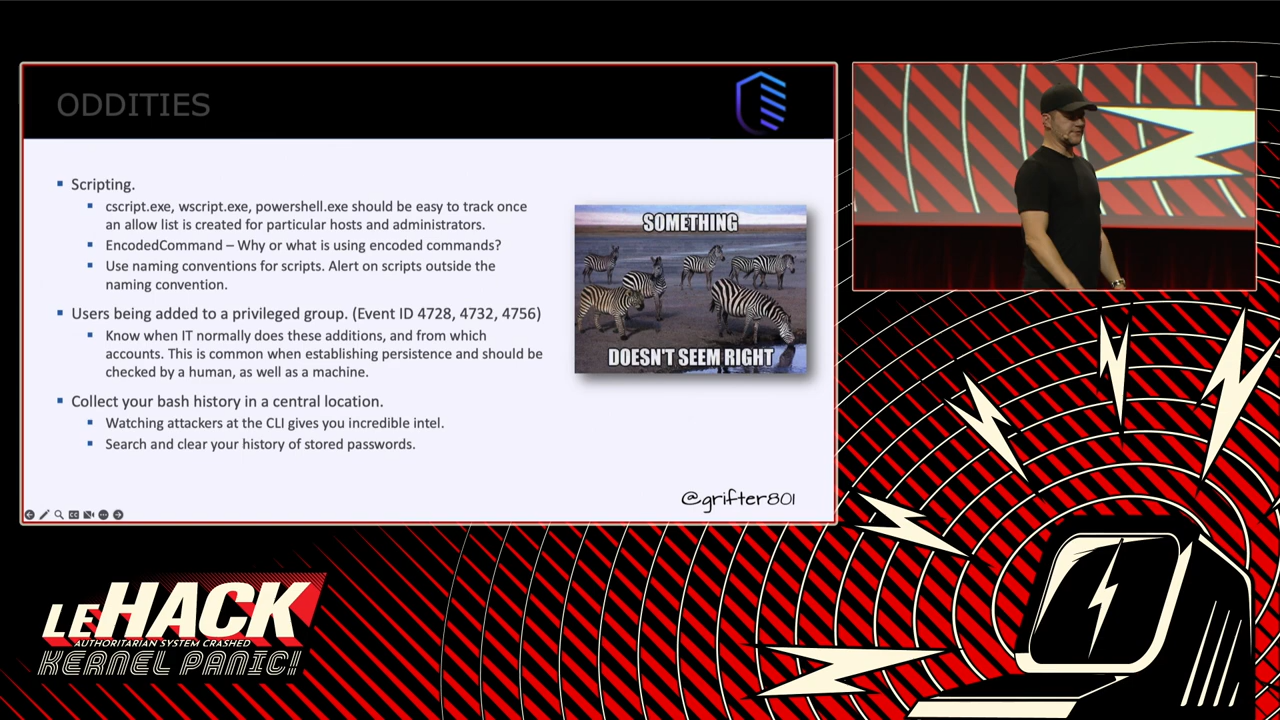 ODDITIES
Scripting.
cscript.exe, wscript.exe, powershell.exe should be easy to track once
an allow list is created for particular hosts and administrators.
EncodedCommand – Why or what is using encoded commands?
Use naming conventions for scripts. Alert on scripts outside the
naming convention.
Users being added to a privileged group. (Event ID 4728, 4732, 4756)
Know when IT normally does these additions, and from which
accounts. This is common when establishing persistence and should be
checked by a human, as well as a machine.
Collect your bash history in a central location.
Watching attackers at the CLI gives you incredible intel.
Search and clear your history of stored passwords.
SOMETHING
DOESN'T SEEM RIGHT
@grifter801
LEHACK
AUTHORITARIAN SYSTEM CRASHED
KERNEL PANIC!